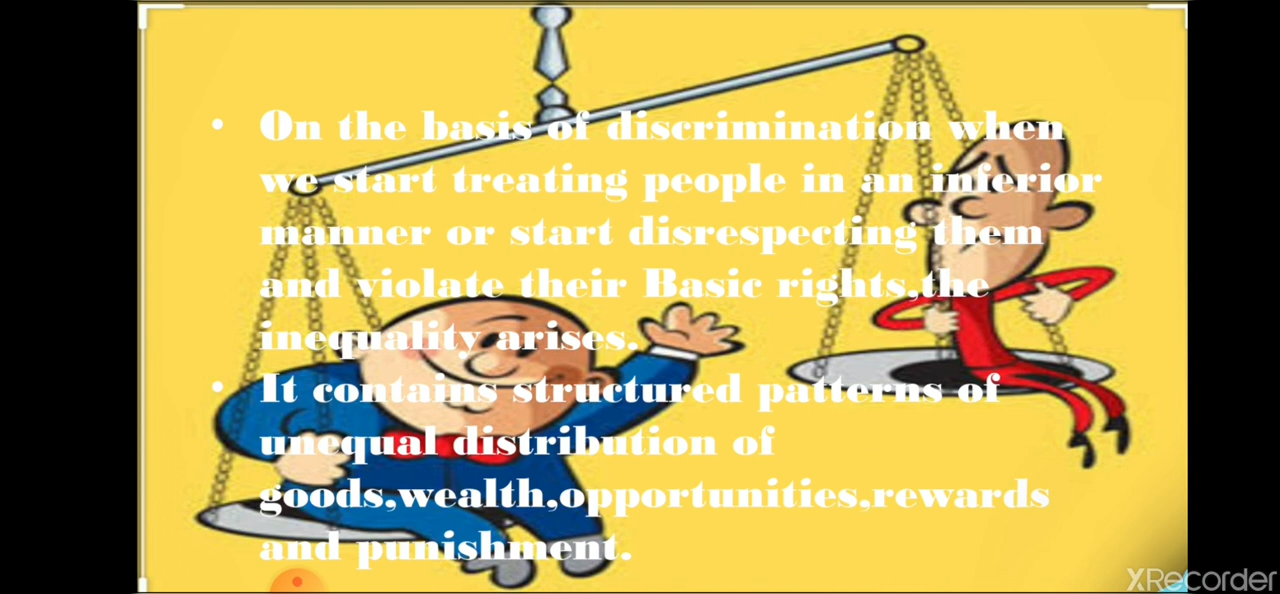 • On the basis of discrimination when
we start treating people in an inferior
manner or start disrespecting them
and violate their Basic rights,the
inequality arises.
• It contains structured patterns of
unequal distribution of
goods,wealth,opportunities,rewards
and punishment.
XRecorder